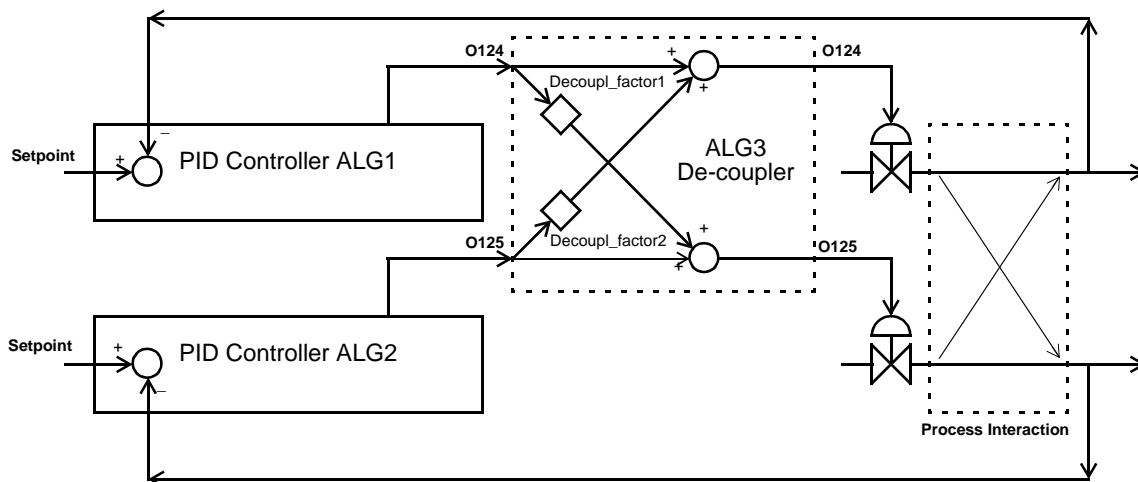 O124
O124
+
Decoupl_factor1
+
–
Setpoint
+
PID Controller ALG1
ALG3
De-coupler
+
O125
Decoupl_factor2
+
O125
Setpoint
+
PID Controller ALG2
–
Process Interaction